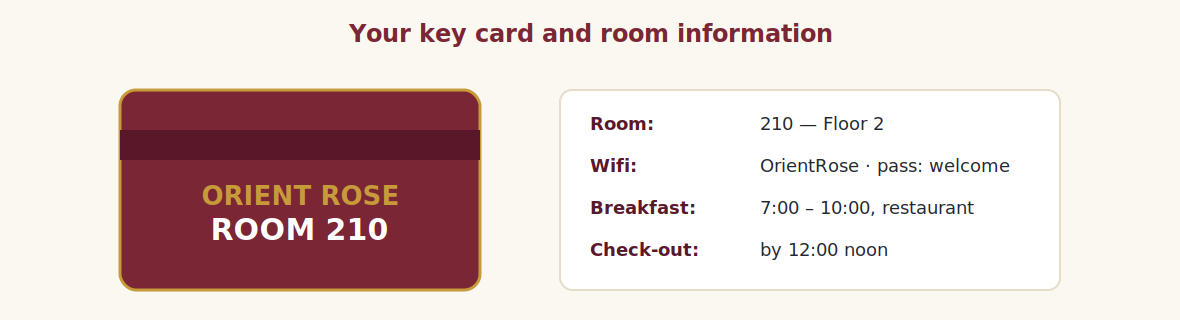 Your key card and room information
ORIENT ROSE
ROOM 210
Room: 210 — Floor 2
Wifi: OrientRose · pass: welcome
Breakfast: 7:00 – 10:00, restaurant
Check-out: by 12:00 noon